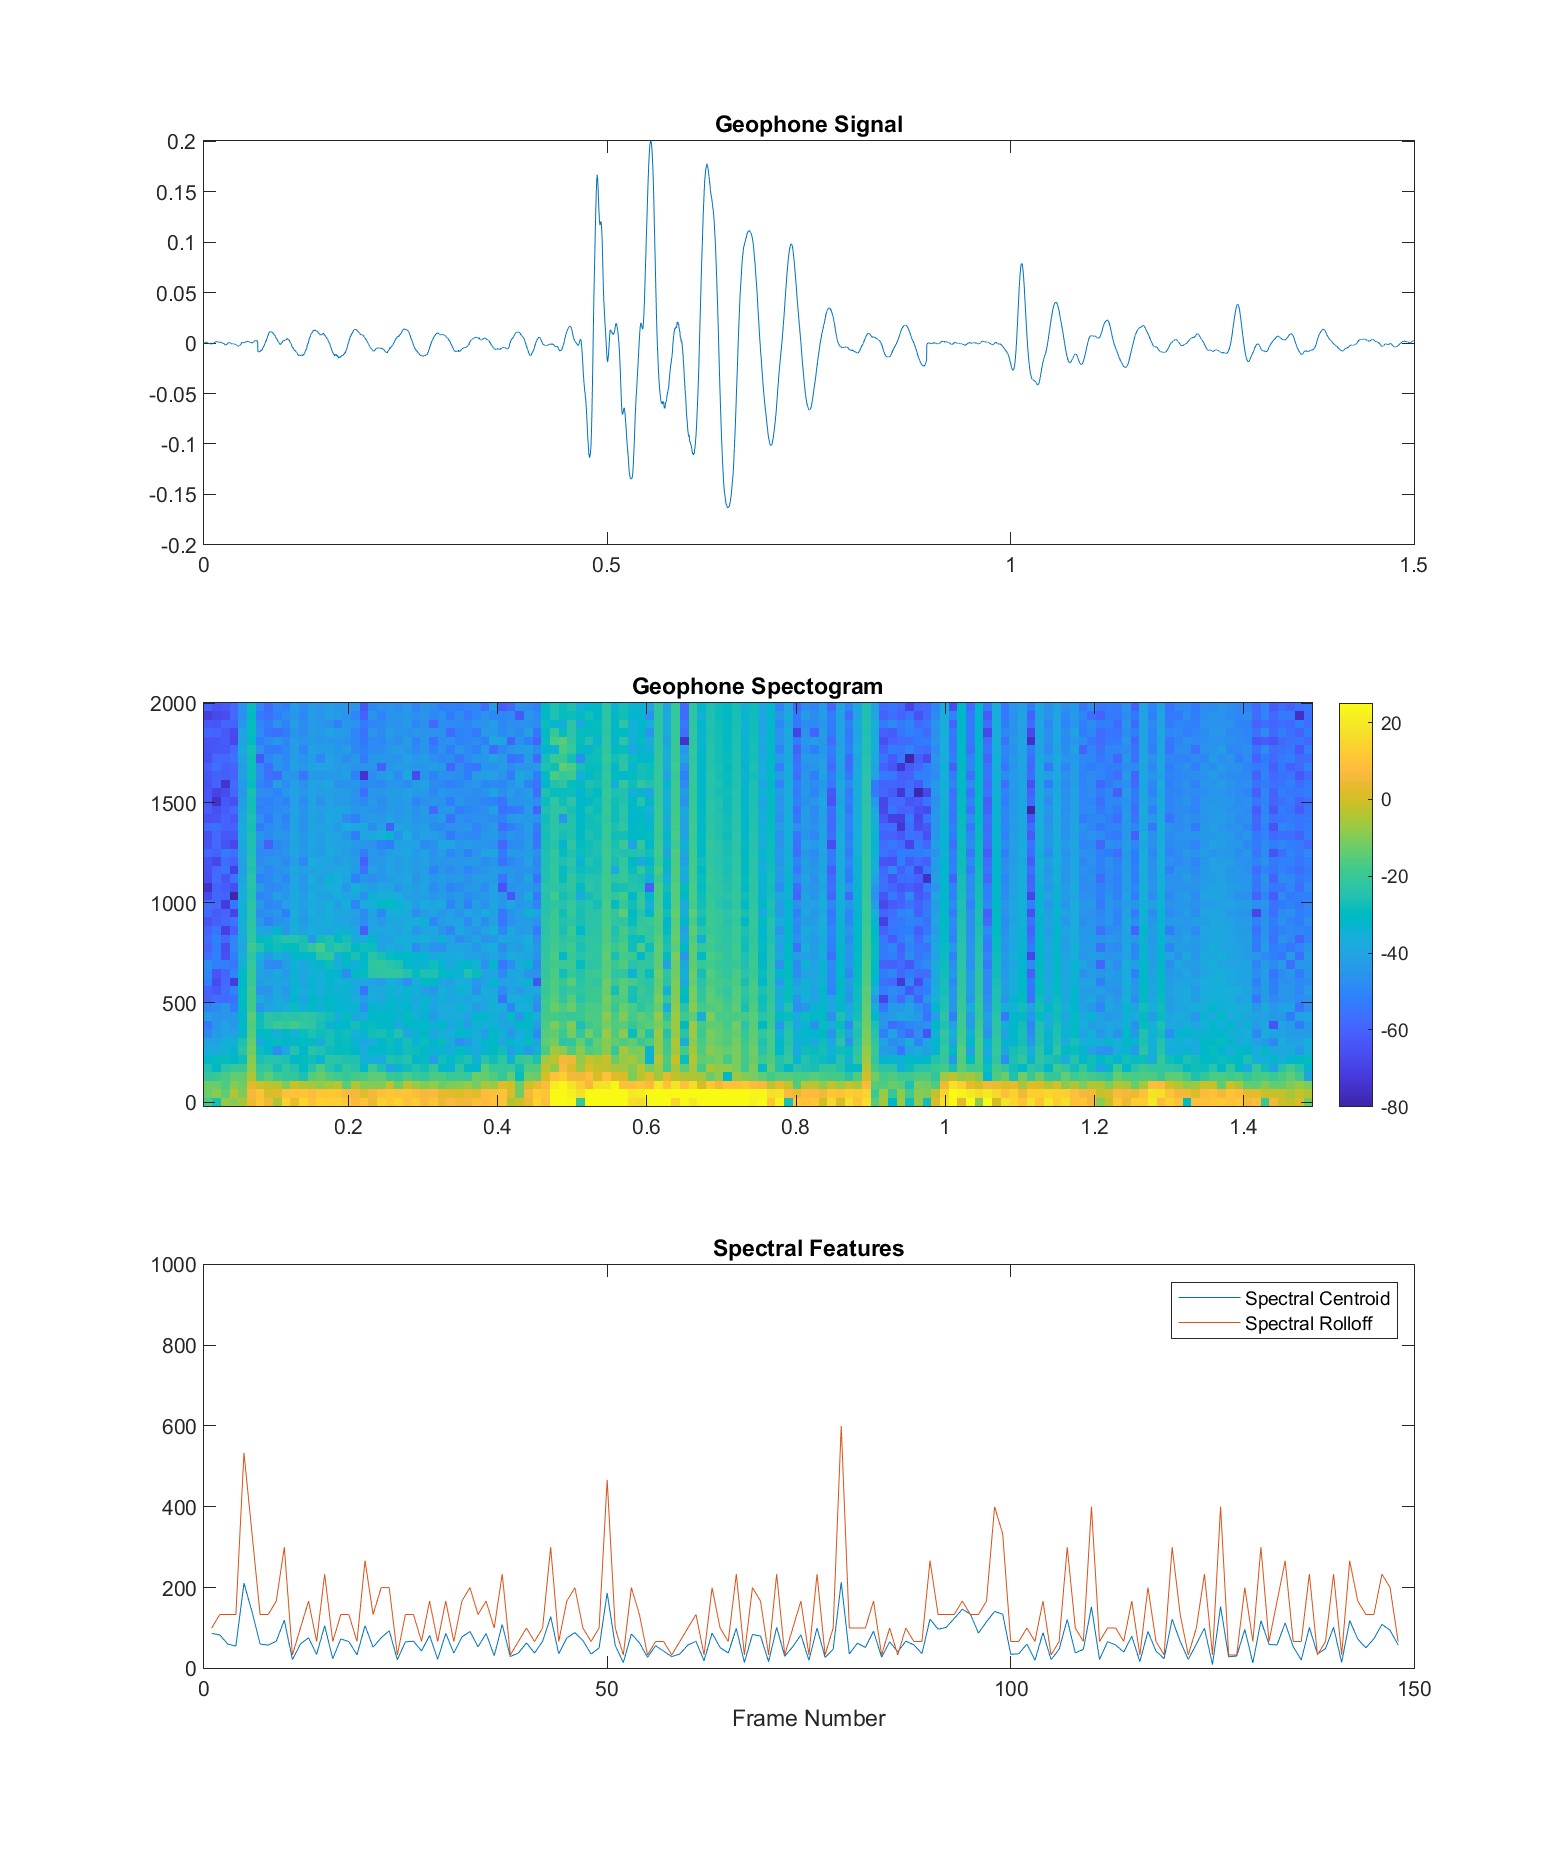 Geophone Signal
0.2
0.15
0.1
0.05
0
-0.05
-0.1
-0.15
-0.2
0 0.5 1 1.5
Geophone Spectogram
2000
1500
1000
500
0
0.2 0.4 0.6 0.8 1 1.2 1.4
20
0
-20
-40
-60
-80
Spectral Features
1000
800
600
400
200
0
Spectral Centroid
Spectral Rolloff
0 50 100 150
Frame Number